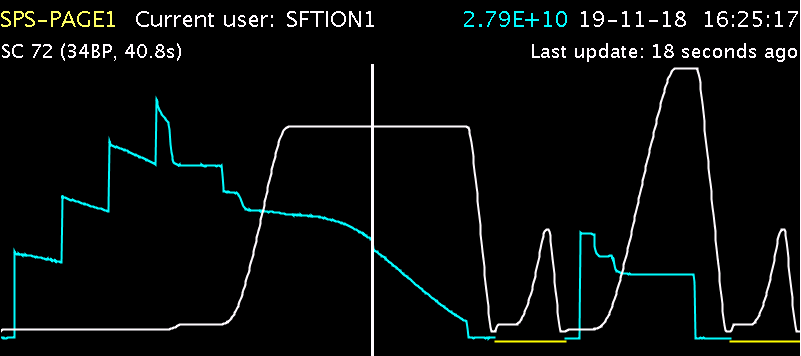 SPS-PAGE1 Current user: SFTION1 2.79E+10 19-11-18 16:25:17
SC 72 (34BP, 40.8s) Last update: 18 seconds ago